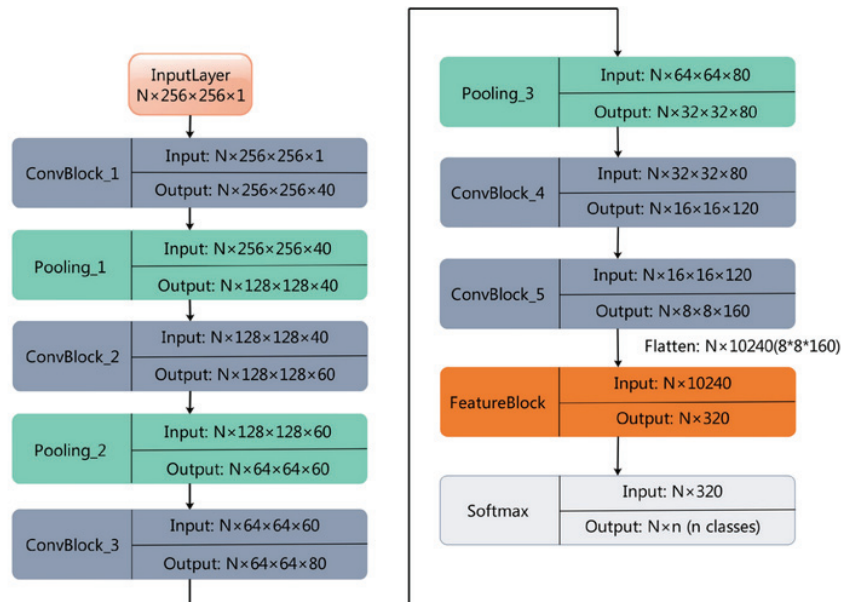 InputLayer
N×256×256×1
ConvBlock_1
Input: N×256×256×1
Output: N×256×256×40
Pooling_1
Input: N×256×256×40
Output: N×128×128×40
ConvBlock_2
Input: N×128×128×40
Output: N×128×128×60
Pooling_2
Input: N×128×128×60
Output: N×64×64×60
ConvBlock_3
Input: N×64×64×60
Output: N×64×64×80
Pooling_3
Input: N×64×64×80
Output: N×32×32×80
ConvBlock_4
Input: N×32×32×80
Output: N×16×16×120
ConvBlock_5
Input: N×16×16×120
Output: N×8×8×160
Flatten: N×10240(8*8*160)
FeatureBlock
Input: N×10240
Output: N×320
Softmax
Input: N×320
Output: N×n (n classes)